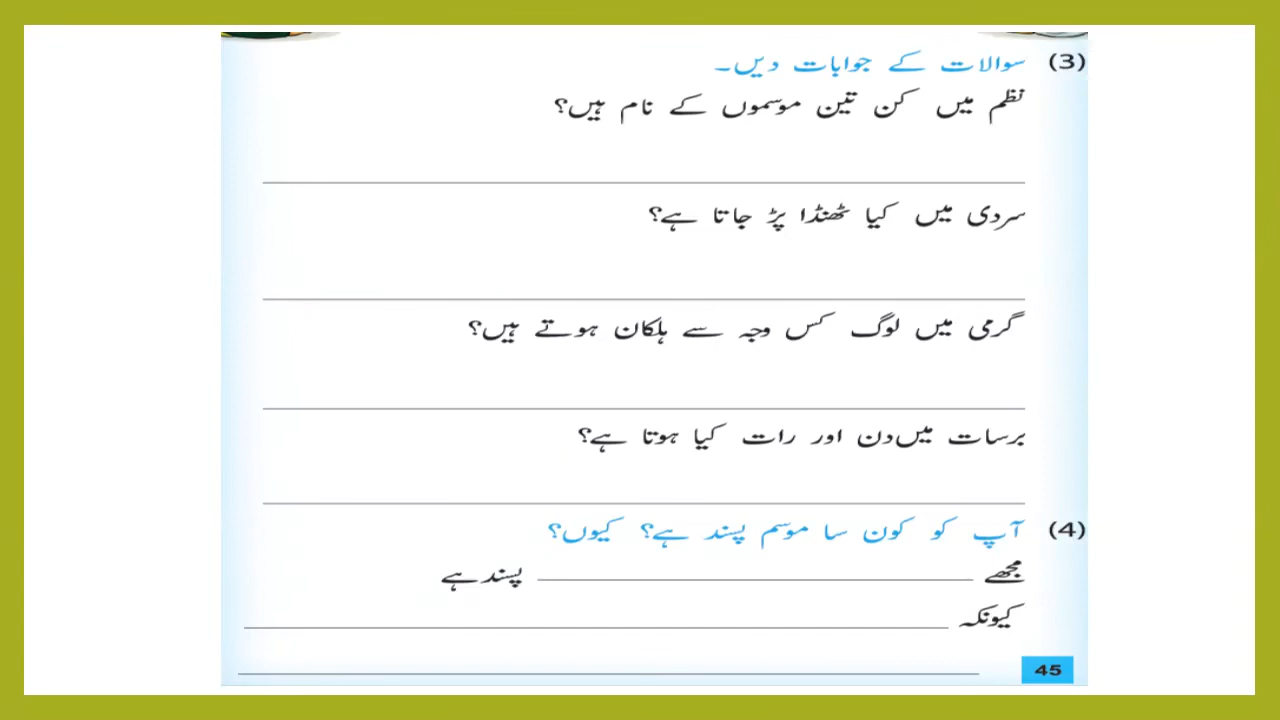 (3) سوالات کے جوابات دیں۔
نظم میں کن تین موسموں کے نام ہیں؟
سردی میں کیا ٹھنڈا پڑ جاتا ہے؟
گرمی میں لوگ کس وجہ سے ہلکان ہوتے ہیں؟
برسات میں دن اور رات کیا ہوتا ہے؟
(4) آپ کو کون سا موسم پسند ہے؟ کیوں؟
مجھے ــــــــــــــــــــ پسند ہے
کیونکہ ــــــــــــــــــــ
45